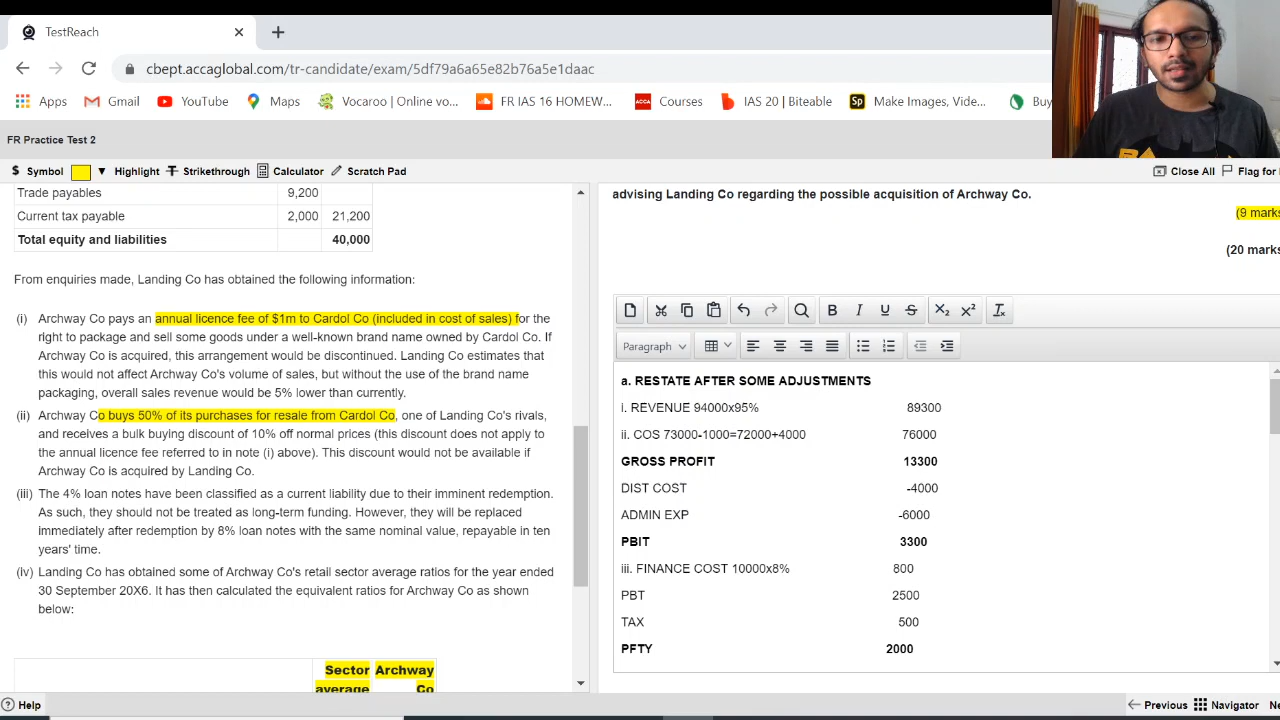 TestReach
cbept.accaglobal.com/tr-candidate/exam/5df79a6a65e82b76a5e1daac
Apps Gmail YouTube Maps Vocaroo | Online vo... FR IAS 16 HOMEW... ACCA Courses IAS 20 | Biteable Sp Make Images, Vide... Buy
FR Practice Test 2
$ Symbol Highlight Strikethrough Calculator Scratch Pad Close All Flag for
Trade payables 9,200
Current tax payable 2,000 21,200
Total equity and liabilities 40,000
From enquiries made, Landing Co has obtained the following information:
(i) Archway Co pays an annual licence fee of $1m to Cardol Co (included in cost of sales) for the
right to package and sell some goods under a well-known brand name owned by Cardol Co. If
Archway Co is acquired, this arrangement would be discontinued. Landing Co estimates that
this would not affect Archway Co's volume of sales, but without the use of the brand name
packaging, overall sales revenue would be 5% lower than currently.
(ii) Archway Co buys 50% of its purchases for resale from Cardol Co, one of Landing Co's rivals,
and receives a bulk buying discount of 10% off normal prices (this discount does not apply to
the annual licence fee referred to in note (i) above). This discount would not be available if
Archway Co is acquired by Landing Co.
(iii) The 4% loan notes have been classified as a current liability due to their imminent redemption.
As such, they should not be treated as long-term funding. However, they will be replaced
immediately after redemption by 8% loan notes with the same nominal value, repayable in ten
years' time.
(iv) Landing Co has obtained some of Archway Co's retail sector average ratios for the year ended
30 September 20X6. It has then calculated the equivalent ratios for Archway Co as shown
below:
Sector Archway
average Co
advising Landing Co regarding the possible acquisition of Archway Co.
(9 marks
(20 marks
B I U S X₂ X² Ix
Paragraph
a. RESTATE AFTER SOME ADJUSTMENTS
i. REVENUE 94000x95% 89300
ii. COS 73000-1000=72000+4000 76000
GROSS PROFIT 13300
DIST COST -4000
ADMIN EXP -6000
PBIT 3300
iii. FINANCE COST 10000x8% 800
PBT 2500
TAX 500
PFTY 2000
Help Previous Navigator Ne